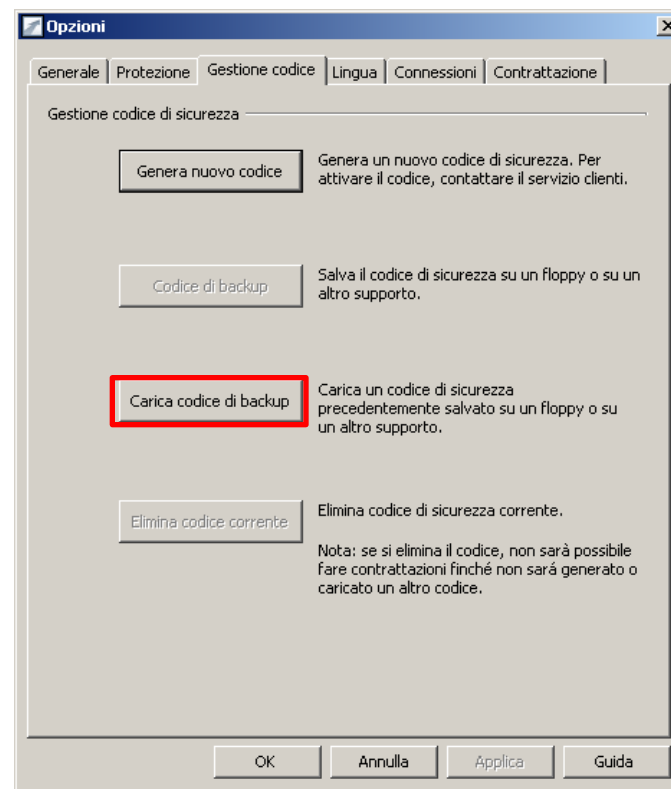 Opzioni
Generale Protezione Gestione codice Lingua Connessioni Contrattazione
Gestione codice di sicurezza
Genera nuovo codice
Genera un nuovo codice di sicurezza. Per
attivare il codice, contattare il servizio clienti.
Codice di backup
Salva il codice di sicurezza su un floppy o su un
altro supporto.
Carica codice di backup
Carica un codice di sicurezza
precedentemente salvato su un floppy o su
un altro supporto.
Elimina codice corrente
Elimina codice di sicurezza corrente.
Nota: se si elimina il codice, non sarà possibile
fare contrattazioni finché non sará generato o
caricato un altro codice.
OK Annulla Applica Guida